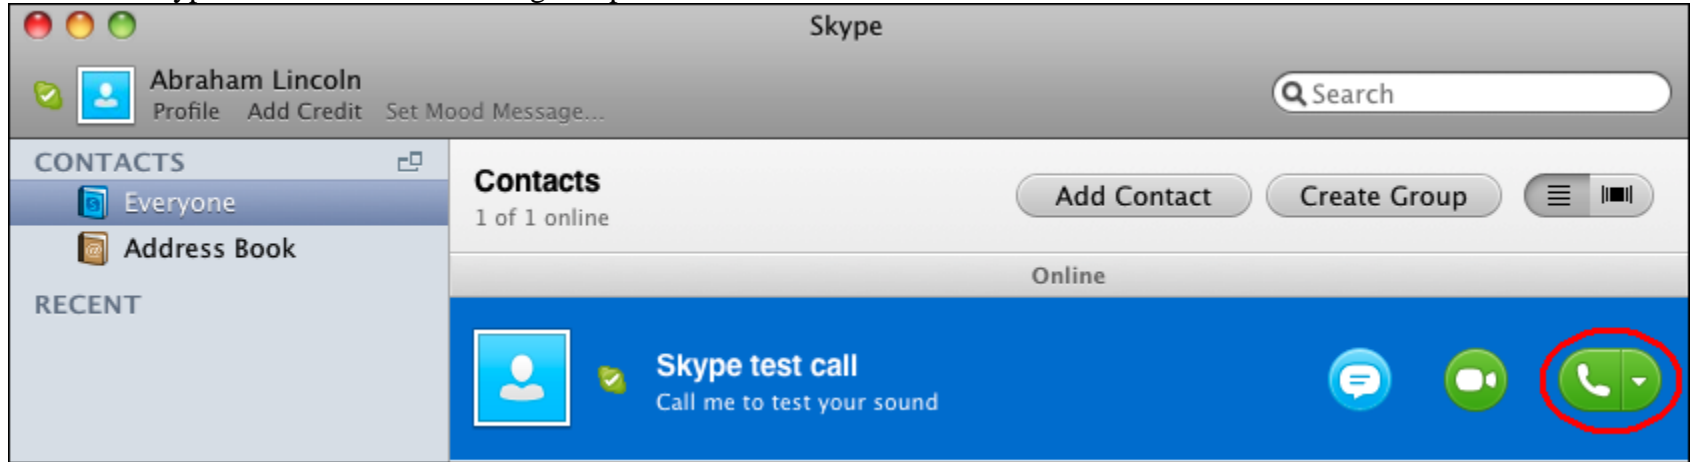 Skype
Abraham Lincoln
Profile Add Credit Set Mood Message...
Search
CONTACTS
Everyone
Address Book
RECENT
Contacts
1 of 1 online
Add Contact
Create Group
Online
Skype test call
Call me to test your sound